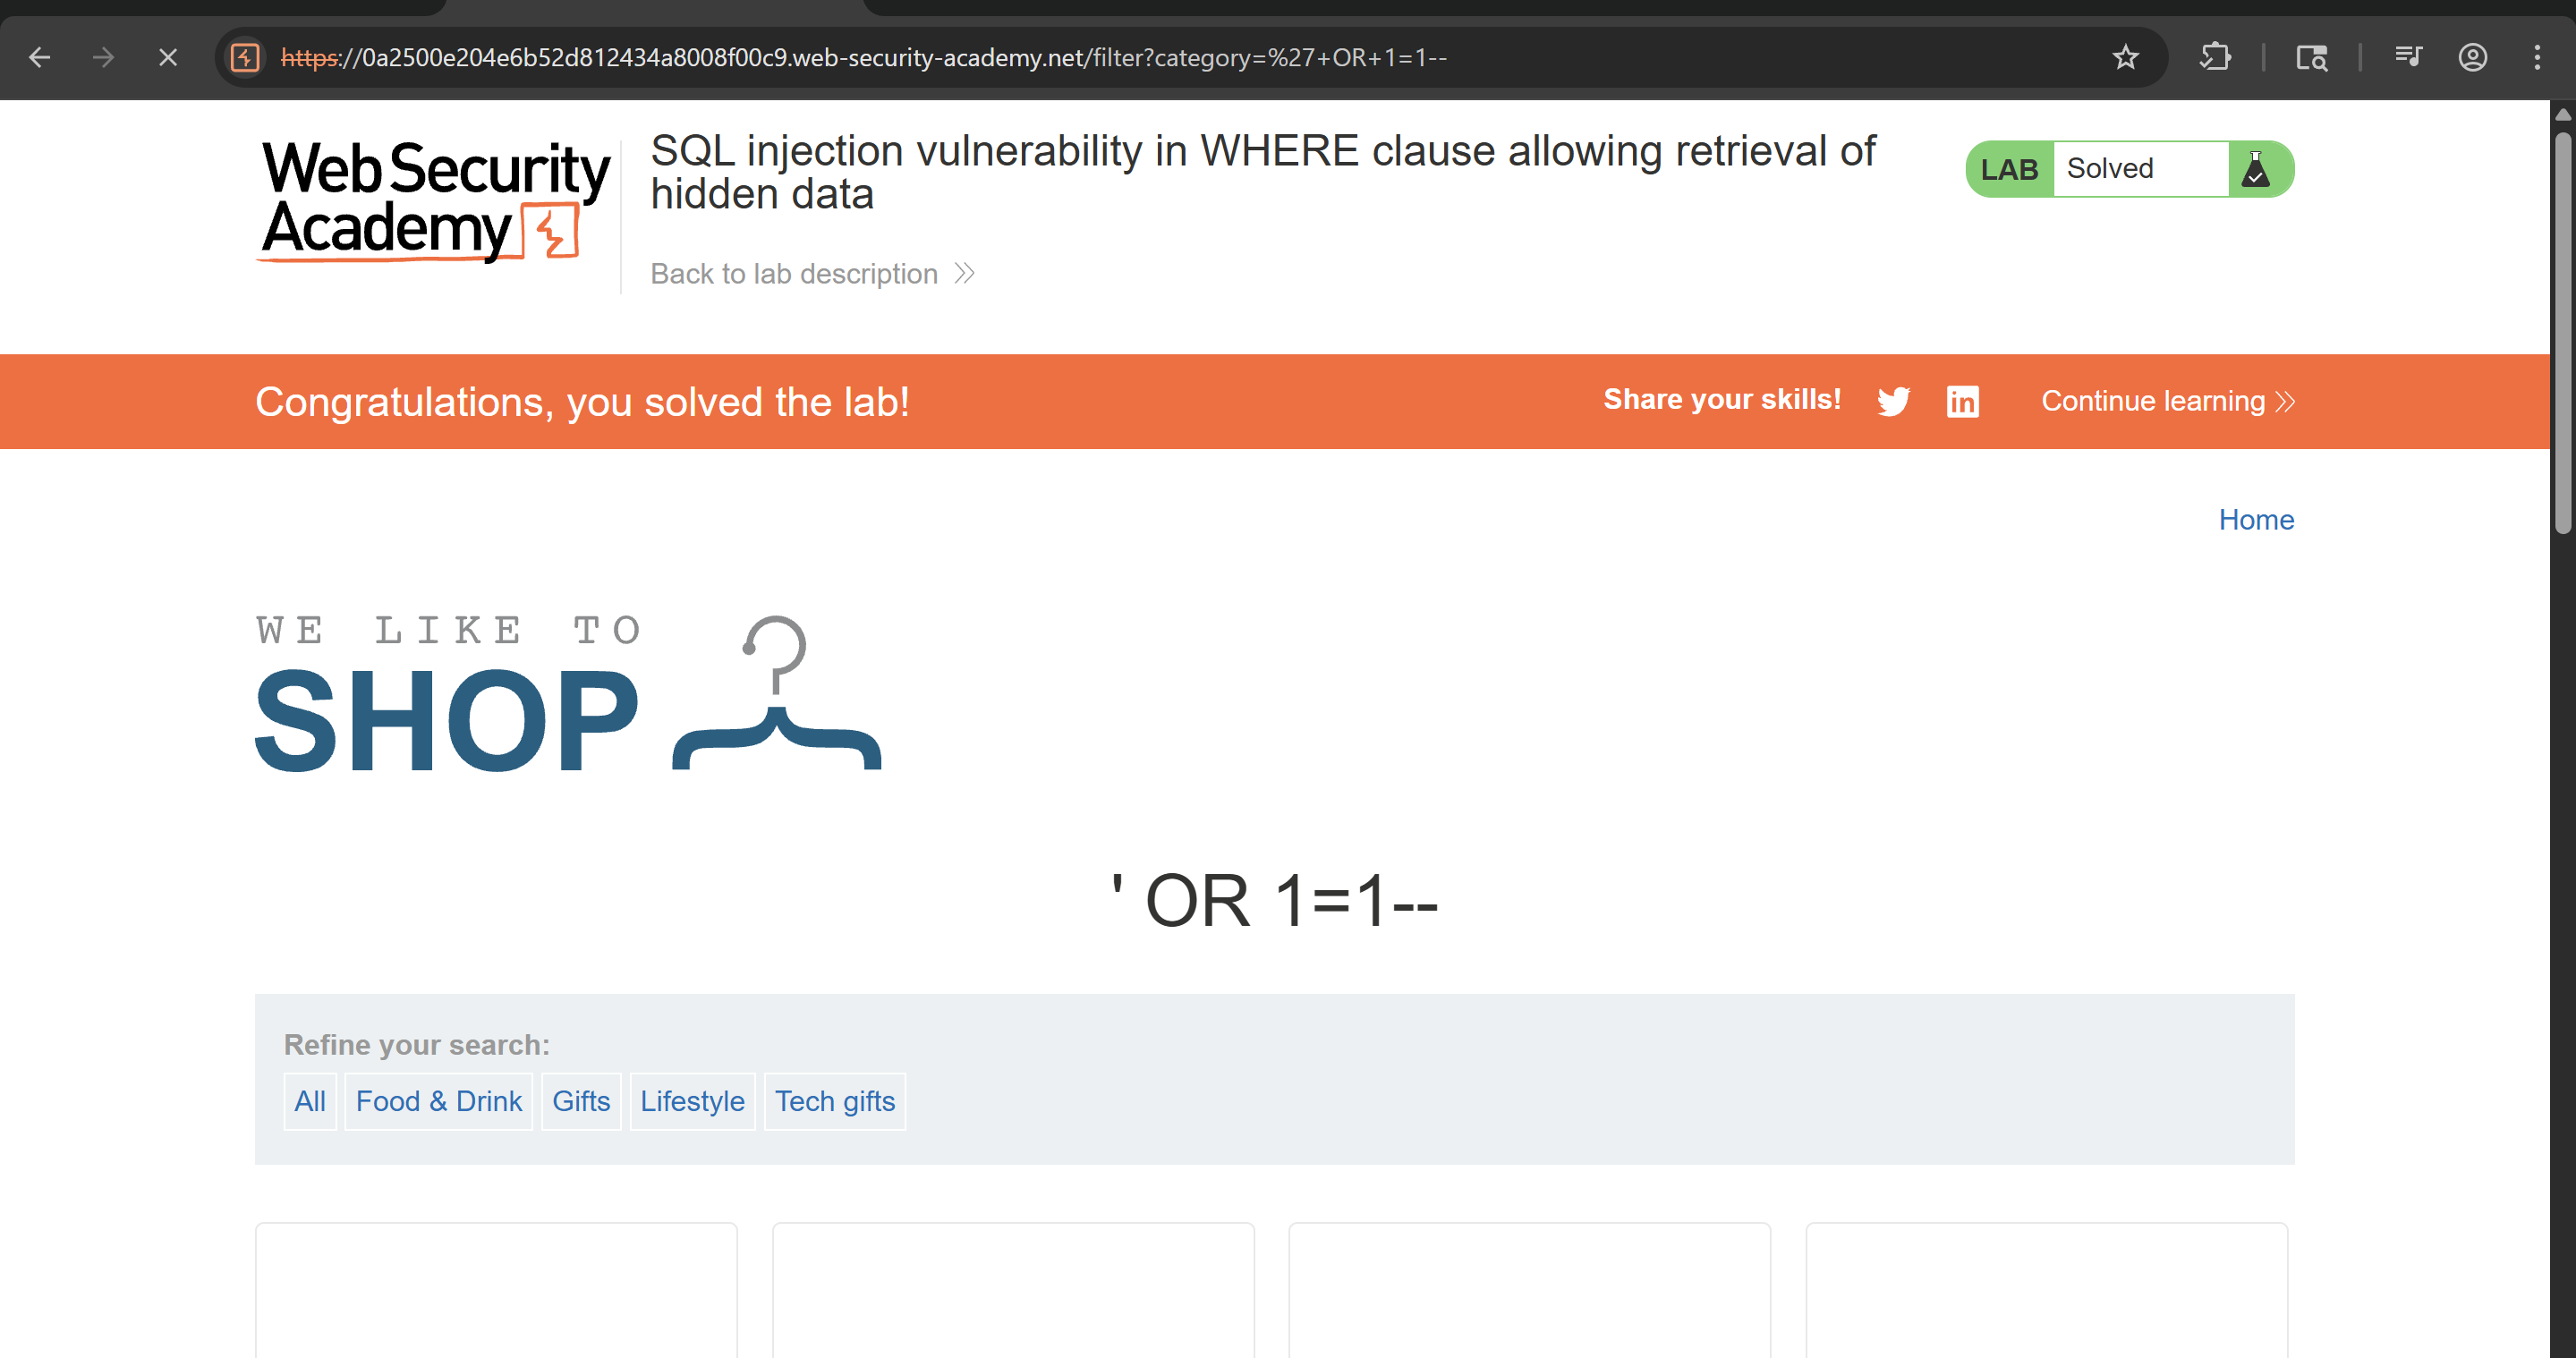 https://0a2500e204e6b52d812434a8008f00c9.web-security-academy.net/filter?category=%27+OR+1=1--
Web Security
Academy
SQL injection vulnerability in WHERE clause allowing retrieval of
hidden data
LAB Solved
Back to lab description
Congratulations, you solved the lab!
Share your skills!
Continue learning
Home
WE LIKE TO
SHOP
' OR 1=1--
Refine your search:
All Food & Drink Gifts Lifestyle Tech gifts